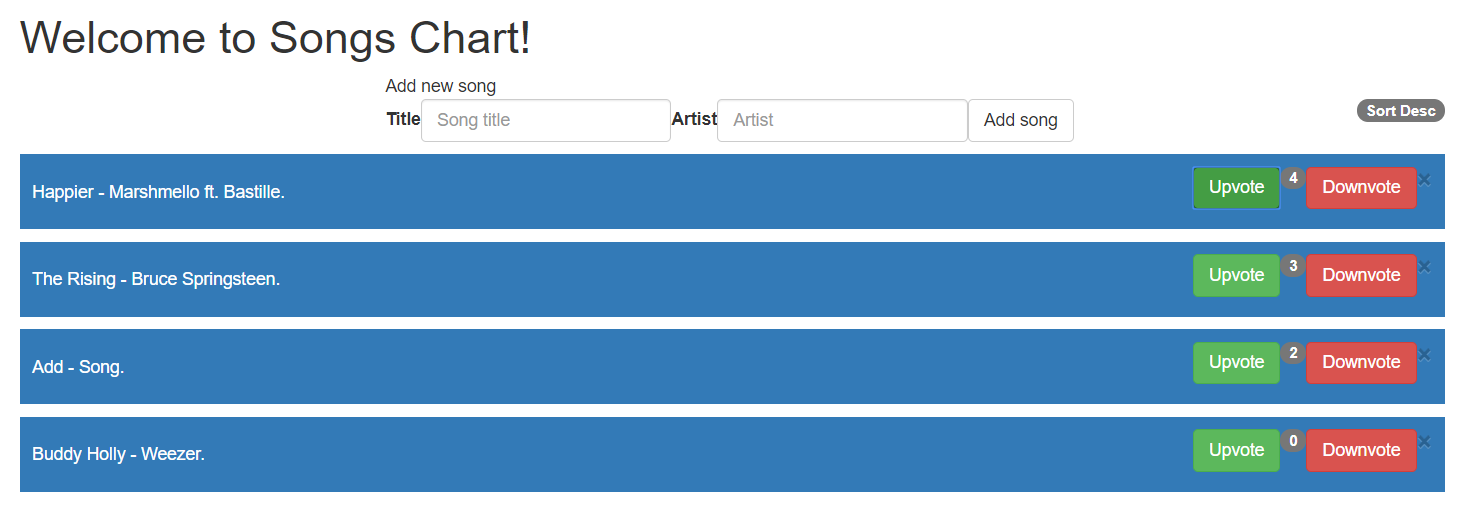 Welcome to Songs Chart!
Add new song
Title Song title Artist Artist Add song Sort Desc
Happier - Marshmello ft. Bastille. Upvote 4 Downvote ×
The Rising - Bruce Springsteen. Upvote 3 Downvote ×
Add - Song. Upvote 2 Downvote ×
Buddy Holly - Weezer. Upvote 0 Downvote ×